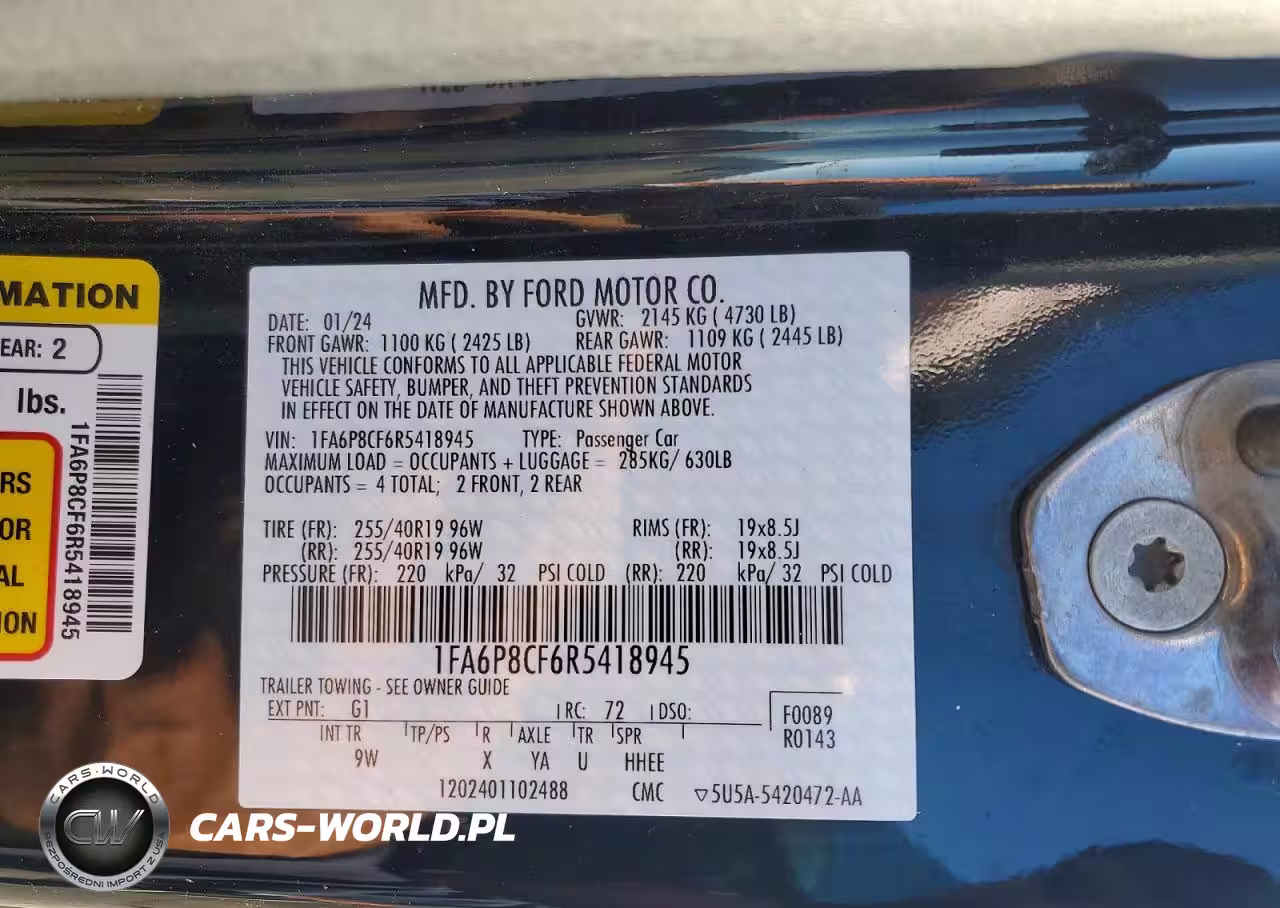 MATION
EAR: 2
lbs.
RS
OR
AL
ION
1FA6P8CF6R5418945
MFD. BY FORD MOTOR CO.
DATE: 01/24 GVWR: 2145 KG ( 4730 LB)
FRONT GAWR: 1100 KG ( 2425 LB) REAR GAWR: 1109 KG ( 2445 LB)
THIS VEHICLE CONFORMS TO ALL APPLICABLE FEDERAL MOTOR
VEHICLE SAFETY, BUMPER, AND THEFT PREVENTION STANDARDS
IN EFFECT ON THE DATE OF MANUFACTURE SHOWN ABOVE.
VIN: 1FA6P8CF6R5418945 TYPE: Passenger Car
MAXIMUM LOAD = OCCUPANTS + LUGGAGE = 285KG/ 630LB
OCCUPANTS = 4 TOTAL; 2 FRONT, 2 REAR
TIRE (FR): 255/40R19 96W RIMS (FR): 19x8.5J
(RR): 255/40R19 96W (RR): 19x8.5J
PRESSURE (FR): 220 kPa/ 32 PSI COLD (RR): 220 kPa/ 32 PSI COLD
1FA6P8CF6R5418945
TRAILER TOWING - SEE OWNER GUIDE
EXT PNT: G1 RC: 72 DSO: F0089
INT TR TP/PS R AXLE TR SPR R0143
9W X YA U HHEE
1202401102488 CMC ▽5U5A-5420472-AA
CARS-WORLD
CW
BEZPOŚREDNI IMPORT Z USA
CARS-WORLD.PL